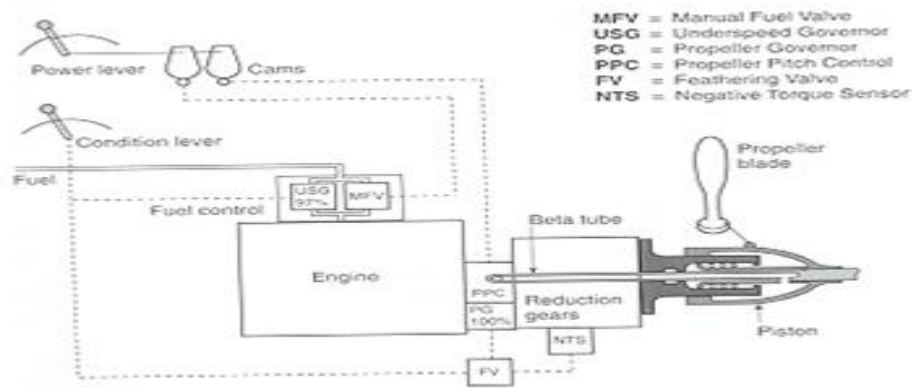 MFV = Manual Fuel Valve
USG = Underspeed Governor
PG = Propeller Governor
PPC = Propeller Pitch Control
FV = Feathering Valve
NTS = Negative Torque Sensor
Power lever
Cams
Condition lever
Propeller
blade
Fuel
USG
97%
MFV
Fuel control
Beta tube
Engine
PPC
Reduction
gears
PG
100%
Piston
NTS
FV